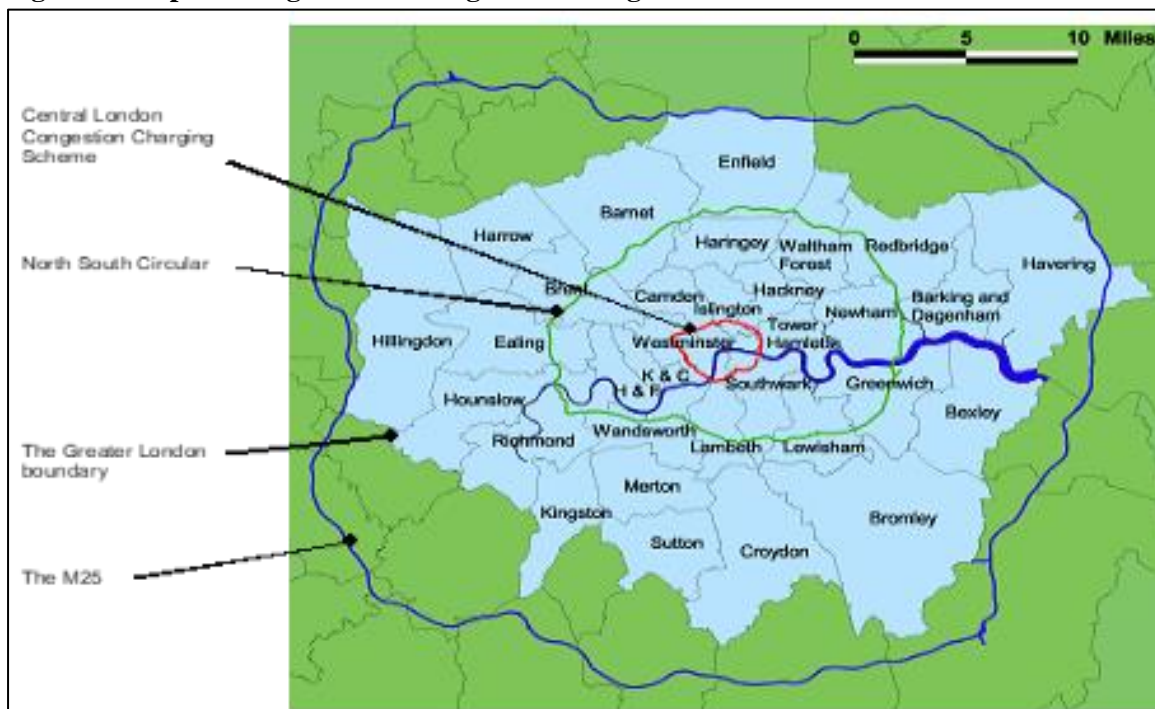 0 5 10 Miles
Central London
Congestion Charging
Scheme
Enfield
Barnet
Harrow
Haringey
Waltham
Forest
Redbridge
Havering
North South Circular
Brent
Camden
Islington
Hackney
Newham
Barking and
Dagenham
Hillingdon
Ealing
Westminster
Tower
Hamlets
K & C
H & F
Southwark
Greenwich
Hounslow
Bexley
Richmond
Wandsworth
Lambeth
Lewisham
The Greater London
boundary
Merton
Kingston
Bromley
Sutton
Croydon
The M25